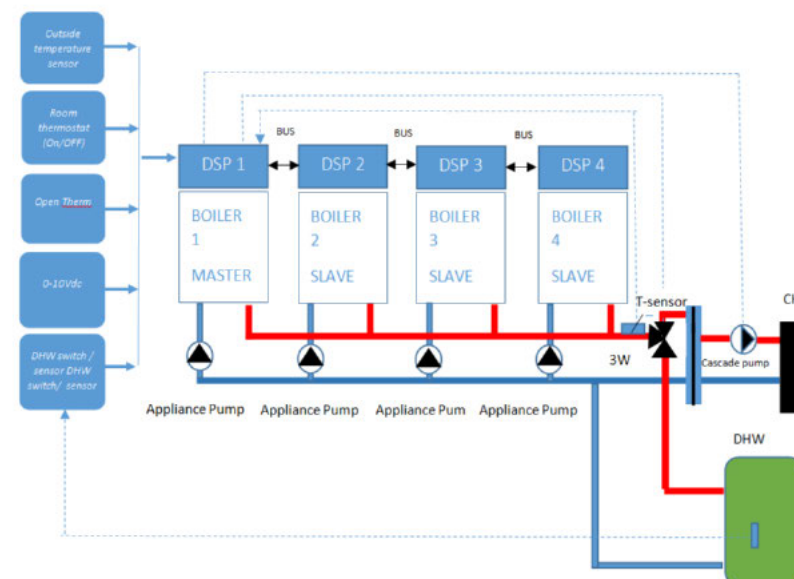 Outside
temperature
sensor
Room
thermostat
(On/OFF)
Open Therm
0-10Vdc
DHW switch /
sensor DHW
switch/ sensor
DSP 1
BUS
DSP 2
BUS
DSP 3
BUS
DSP 4
BOILER
1
MASTER
BOILER
2
SLAVE
BOILER
3
SLAVE
BOILER
4
SLAVE
T-sensor
3W
Cascade pump
Appliance Pump
Appliance Pump
Appliance Pum
Appliance Pump
DHW